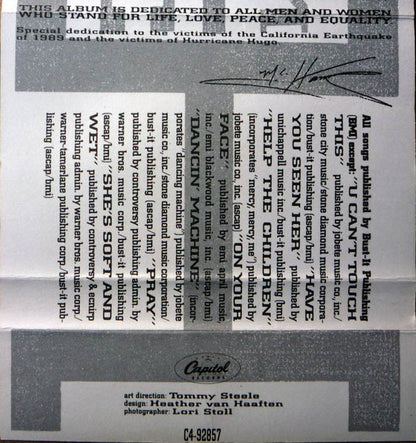 THIS ALBUM IS DEDICATED TO ALL MEN AND WOMEN
WHO STAND FOR LIFE, LOVE, PEACE, AND EQUALITY
Special dedication to the victims of the California Earthquake
of 1989 and the victims of Hurricane Hugo.
All songs published by Bust-It Publishing
(BMI) except: "U CAN'T TOUCH
THIS" published by jobete music co., inc./
stone city music/stone diamond music corpora-
tion/bust-it publishing (ascap/bmi) "HAVE
YOU SEEN HER" published by
unichappell music inc./bust-it publishing (bmi)
"HELP THE CHILDREN"
(incorporates "mercy, mercy, me") published by
jobete music co, inc. (ascap) "ON YOUR
FACE" published by emi april music,
inc./emi blackwood music, inc. (ascap/bmi)
"DANCIN' MACHINE" (incor-
porates "dancing machine") published by jobete
music co., inc/stone diamond music corporation/
bust-it publishing (ascap/bmi) "PRAY"
published by controversy publishing admin. by
warner bros. music corp./bust-it publishing
(ascap/bmi) "SHE'S SOFT AND
WET" published by controversy & ecnirp
publishing admin. by warner bros. music corp./
warner-tamerlane publishing corp./bust-it pub-
lishing (ascap/bmi)
Capitol
RECORDS
art direction: Tommy Steele
design: Heather van Haaften
photographer: Lori Stoll
C4-92857